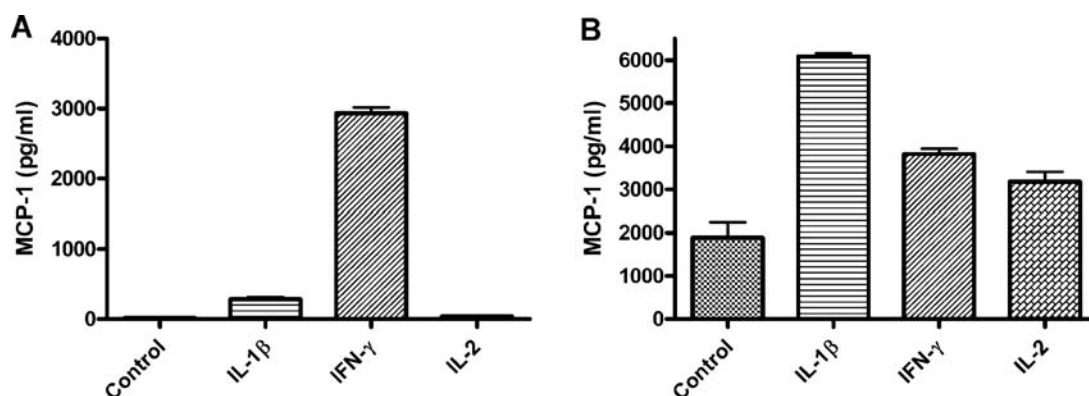 A
MCP-1 (pg/ml)
4000
3000
2000
1000
0
Control
IL-1β
IFN-γ
IL-2
B
MCP-1 (pg/ml)
6000
5000
4000
3000
2000
1000
0
Control
IL-1β
IFN-γ
IL-2